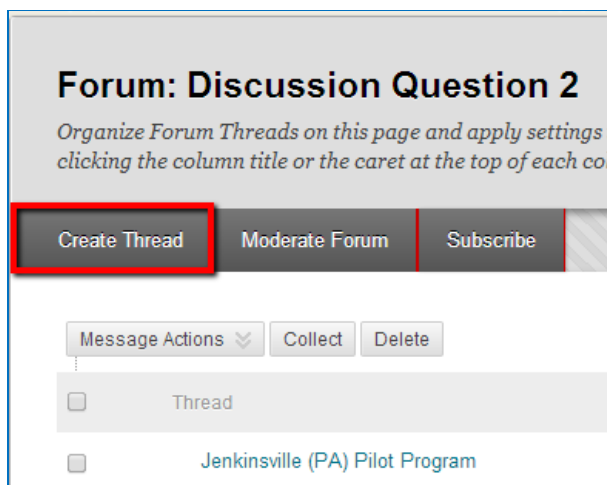 Forum: Discussion Question 2
Organize Forum Threads on this page and apply settings
clicking the column title or the caret at the top of each
Create Thread Moderate Forum Subscribe
Message Actions Collect Delete
Thread
Jenkinsville (PA) Pilot Program